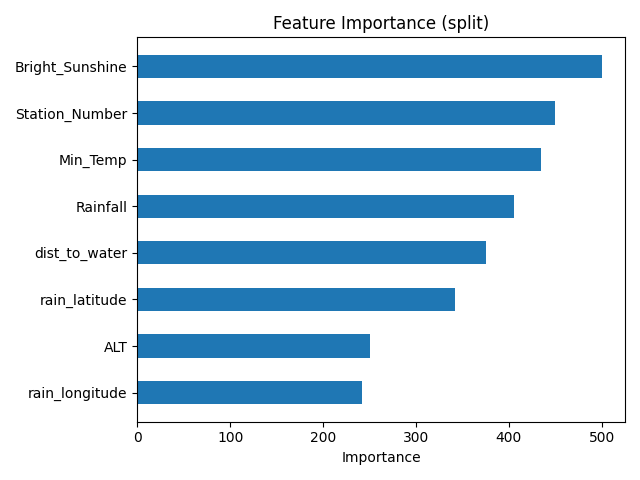 Feature Importance (split)
Bright_Sunshine
Station_Number
Min_Temp
Rainfall
dist_to_water
rain_latitude
ALT
rain_longitude
0 100 200 300 400 500
Importance